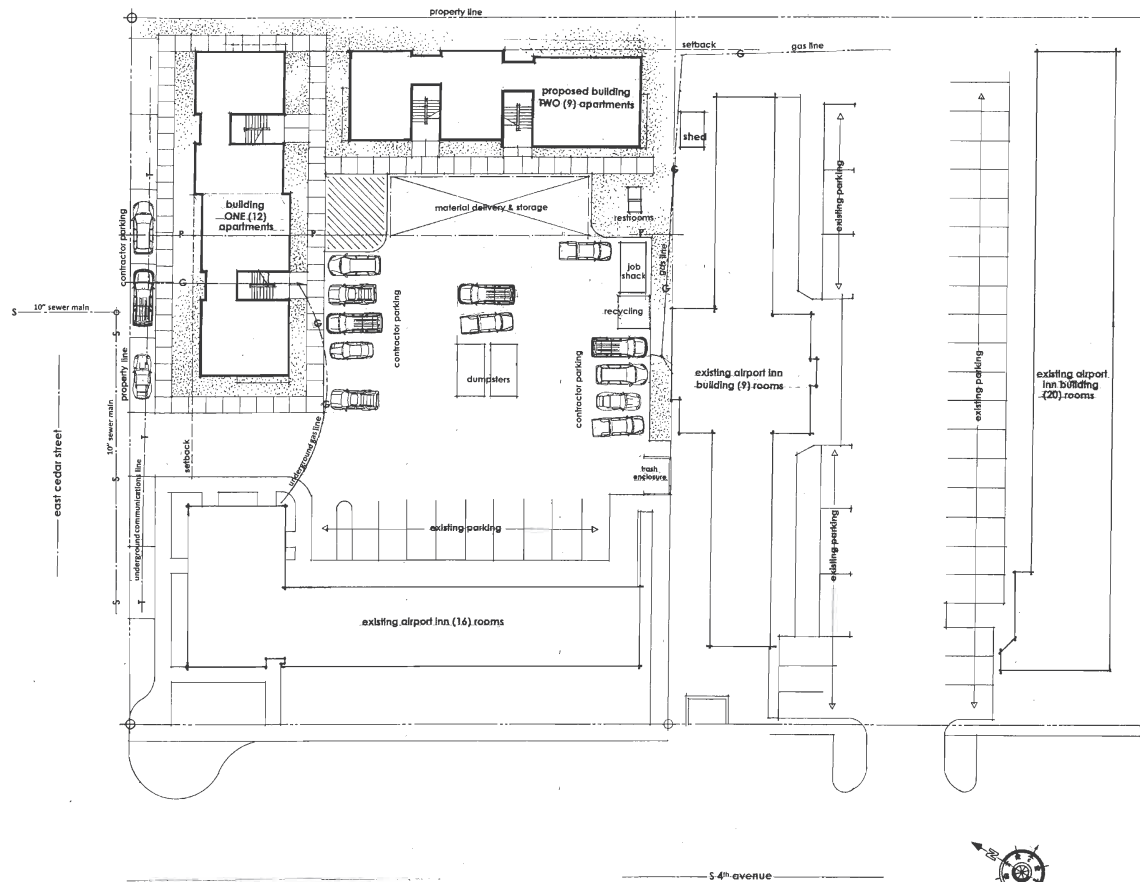 property line
setback
gas line
proposed building
TWO (9) apartments
shed
existing parking
building
ONE (12)
apartments
material delivery & storage
restrooms
contractor parking
P
P
P
G
G
G
G
G
G
T
T
T
job
shack
gas line
recycling
contractor parking
S
10" sewer main
S
S
S
property line
dumpsters
contractor parking
existing airport inn
building (9) rooms
existing parking
existing airport
inn building
(20) rooms
east cedar street
10" sewer main
setback
underground gas line
underground communications line
trash
enclosure
existing parking
existing parking
existing airport inn (16) rooms
S 4th avenue
N